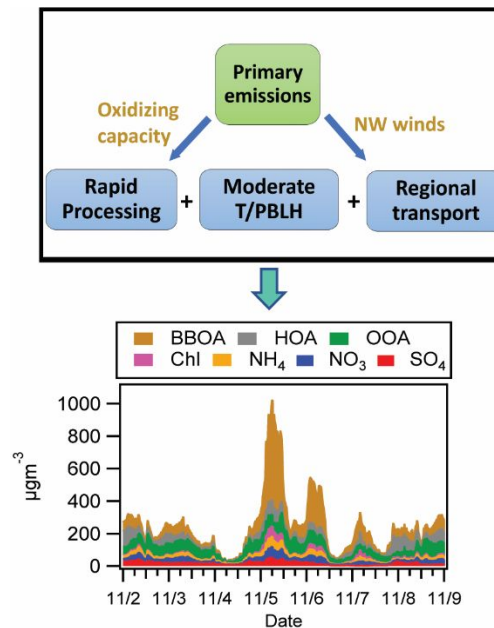 Primary
emissions
Oxidizing
capacity
NW winds
Rapid
Processing
+
Moderate
T/PBLH
+
Regional
transport
BBOA HOA OOA
Chl NH₄ NO₃ SO₄
µgm⁻³
1000
800
600
400
200
0
11/2 11/3 11/4 11/5 11/6 11/7 11/8 11/9
Date